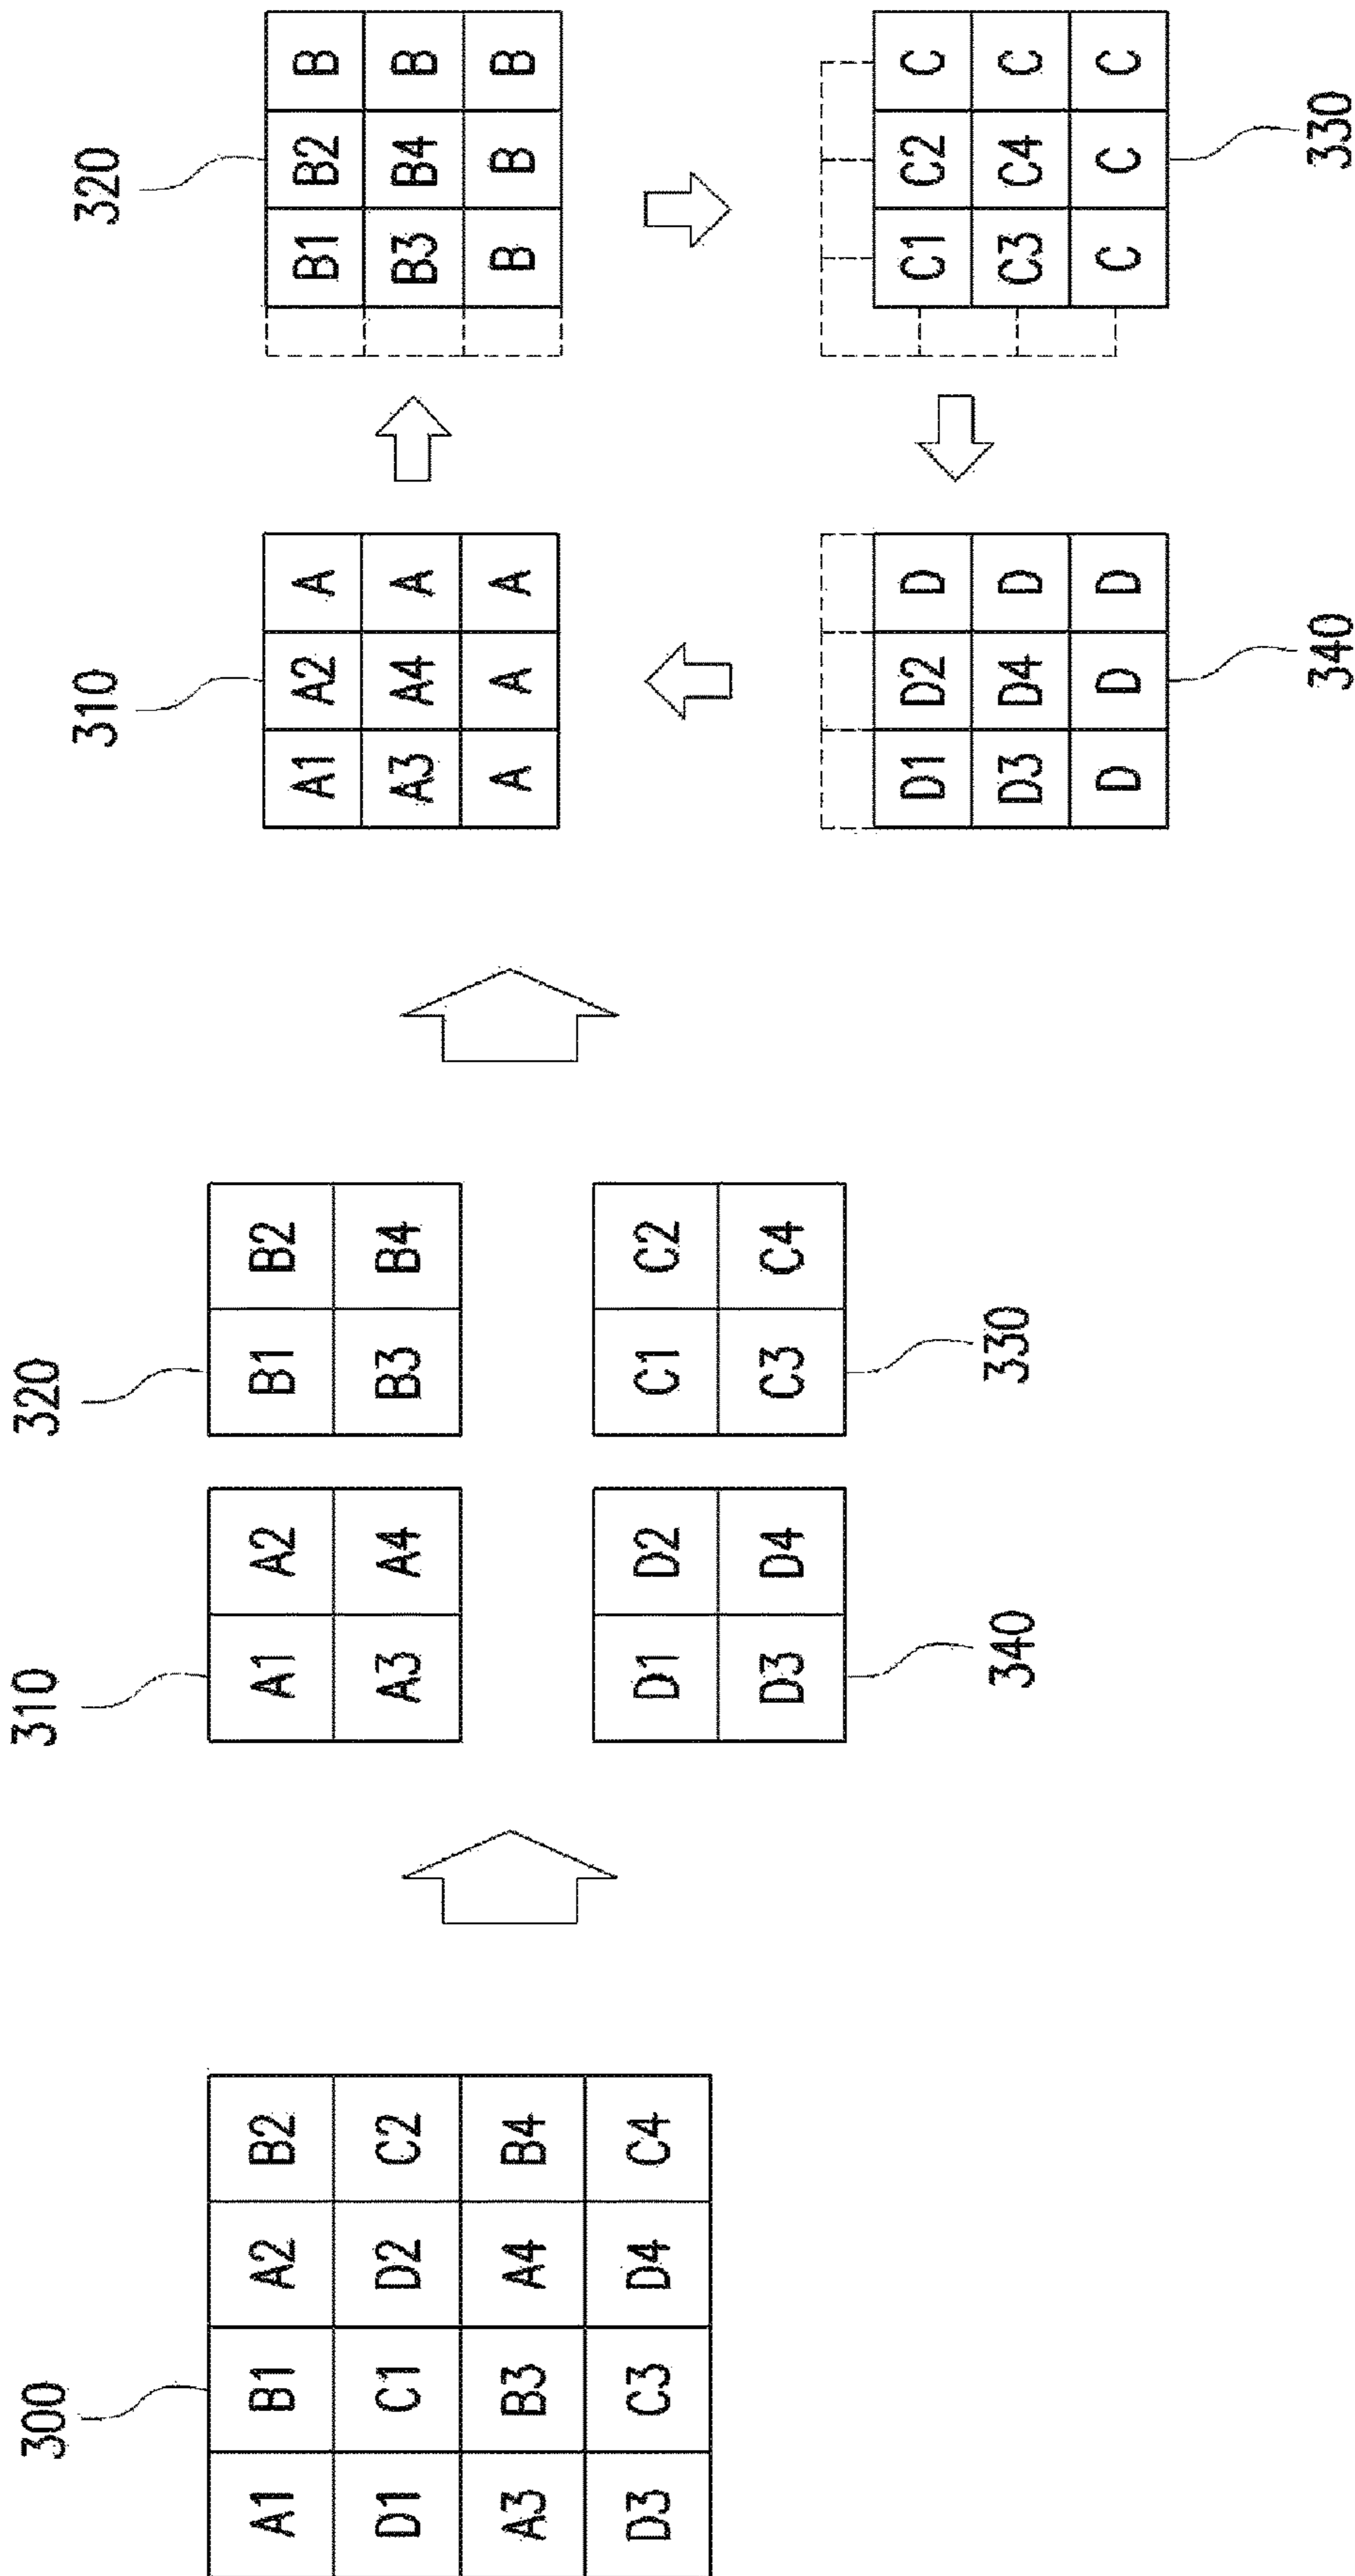 300
A1 B1 A2 B2
D1 C1 D2 C2
A3 B3 A4 B4
D3 C3 D4 C4
310
A1 A2
A3 A4
320
B1 B2
B3 B4
D1 D2
D3 D4
340
C1 C2
C3 C4
330
310
A1 A2 A
A3 A4 A
A A A
320
B1 B2 B
B3 B4 B
B B B
D1 D2 D
D3 D4 D
D D D
340
C1 C2 C
C3 C4 C
C C C
330